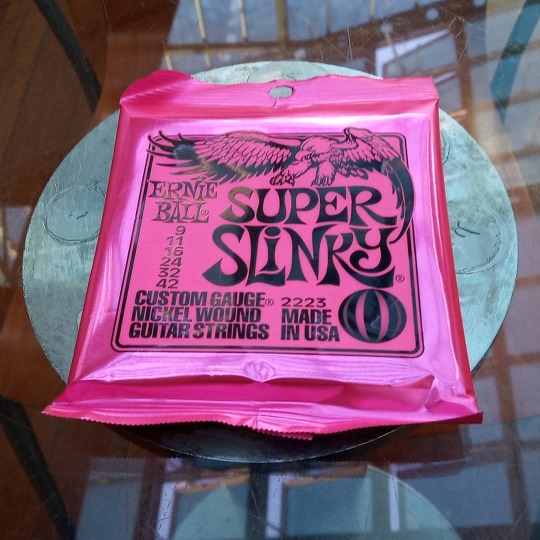 ERNIE
BALL®
SUPER
SLINKY®
9
11
16
24
32
42
CUSTOM GAUGE®
NICKEL WOUND
GUITAR STRINGS
2223
MADE
IN USA